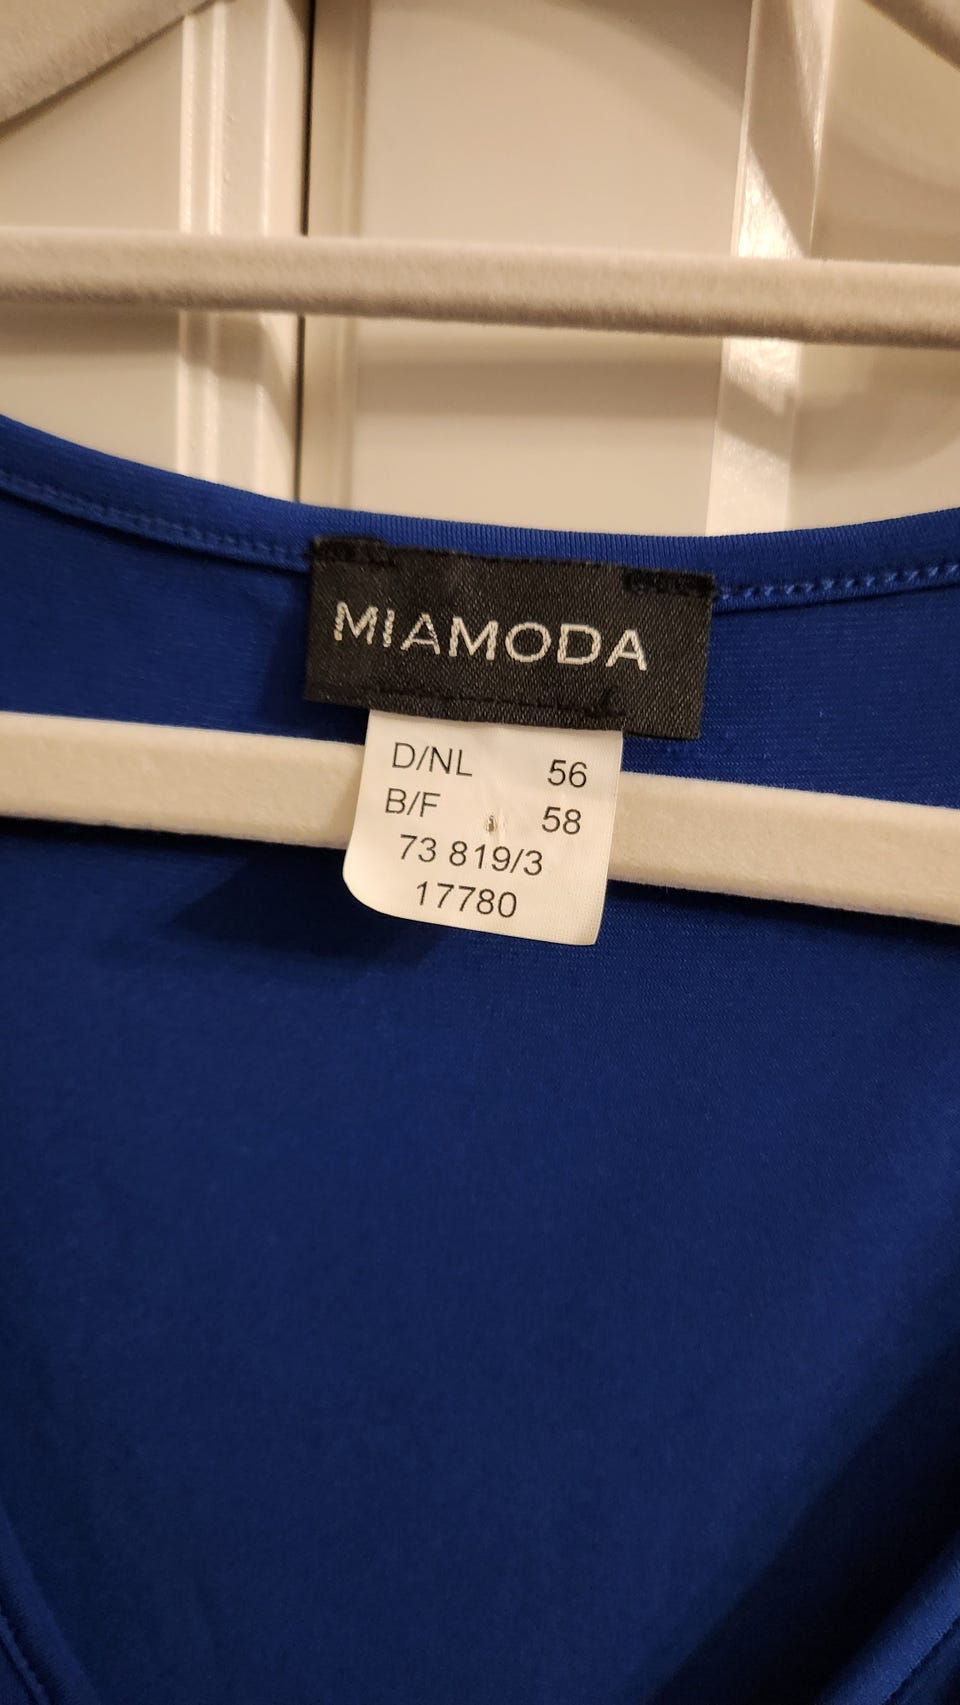 MIAMODA
D/NL 56
B/F 58
73 819/3
17780